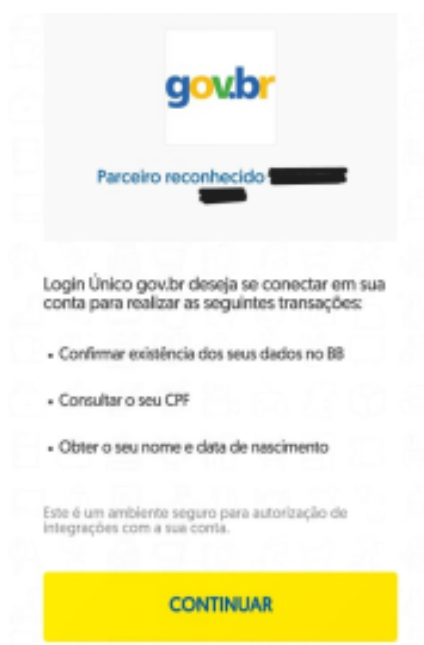 gov.br
Parceiro reconhecido
Login Único gov.br deseja se conectar em sua
conta para realizar as seguintes transações:
• Confirmar existência dos seus dados no BB
• Consultar o seu CPF
• Obter o seu nome e data de nascimento
Este é um ambiente seguro para autorização de
integrações com a sua conta.
CONTINUAR